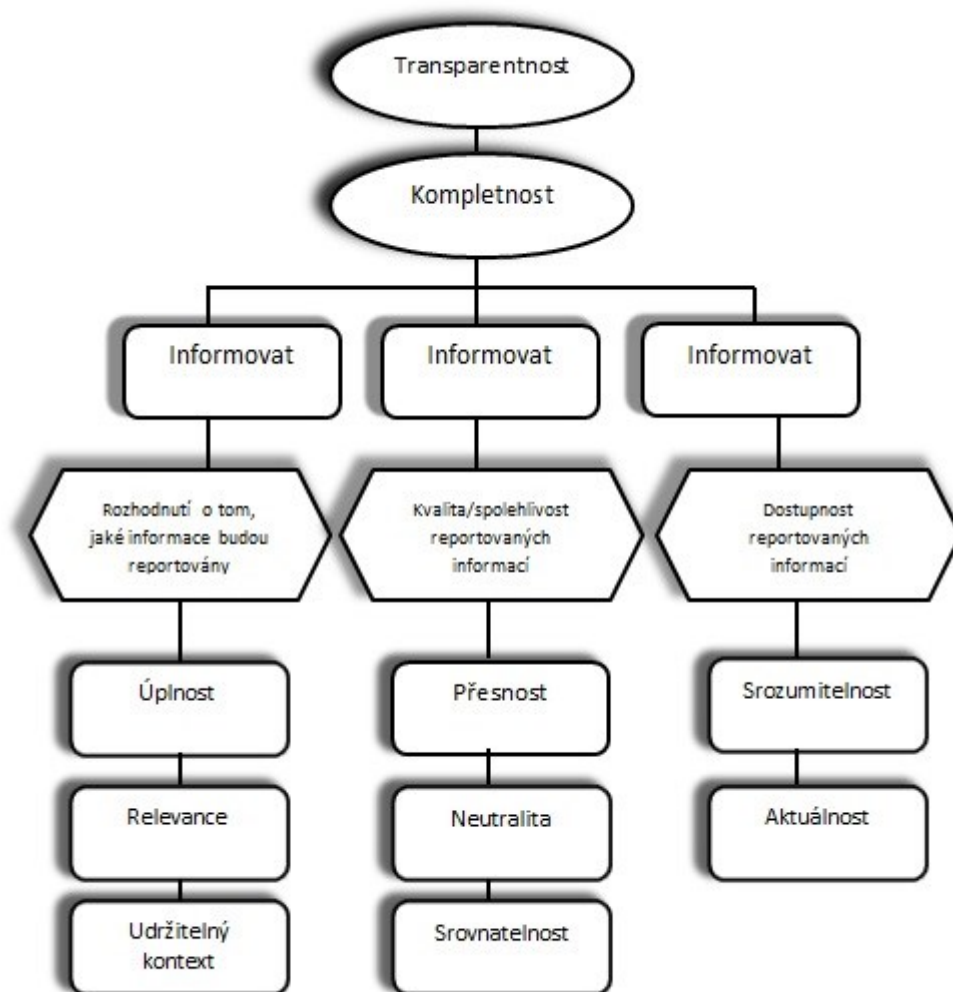 Transparentnost
Kompletnost
Informovat
Informovat
Informovat
Rozhodnutí o tom,
jaké informace budou
reportovány
Kvalita/spolehlivost
reportovaných
informací
Dostupnost
reportovaných
informací
Úplnost
Přesnost
Srozumitelnost
Relevance
Neutralita
Aktuálnost
Udržitelný
kontext
Srovnatelnost